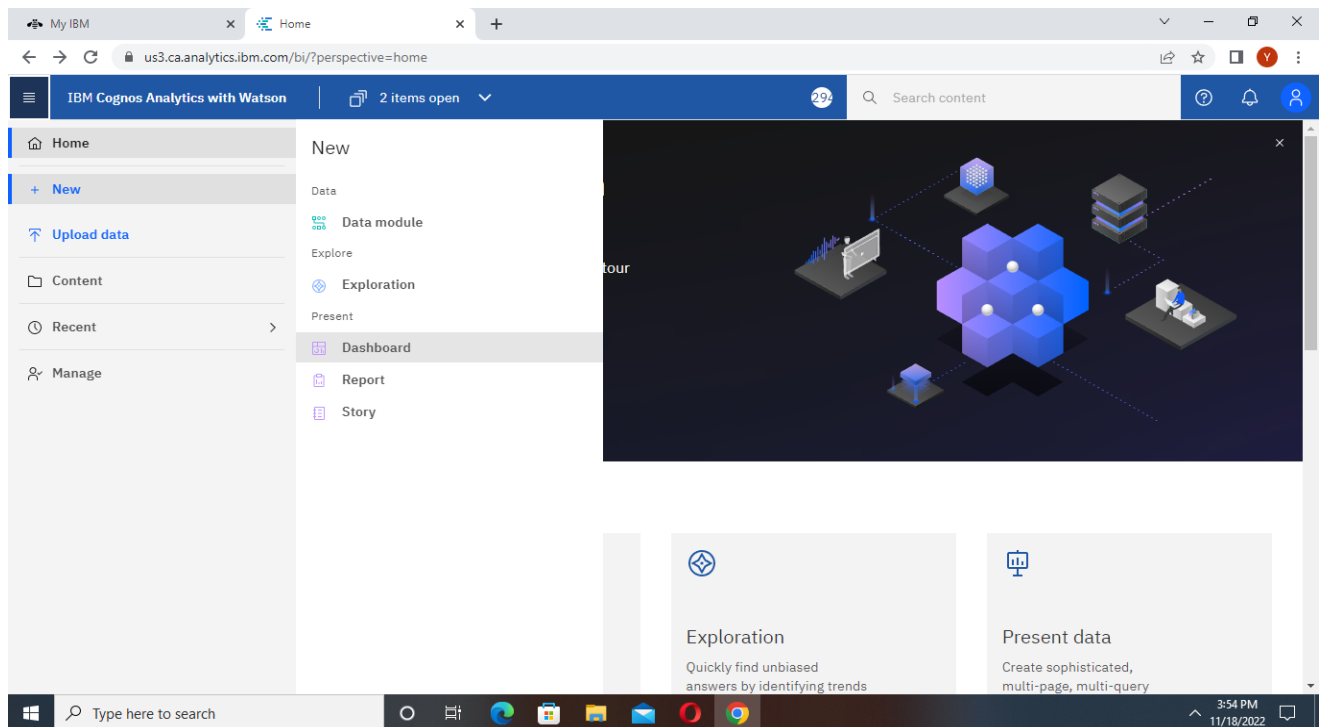 My IBM
Home
us3.ca.analytics.ibm.com/bi/?perspective=home
Y
IBM Cognos Analytics with Watson
2 items open
294
Search content
Home
New
Upload data
Content
Recent
Manage
New
Data
Data module
Explore
Exploration
Present
Dashboard
Report
Story
tour
Exploration
Quickly find unbiased
answers by identifying trends
Present data
Create sophisticated,
multi-page, multi-query
Type here to search
3:54 PM
11/18/2022